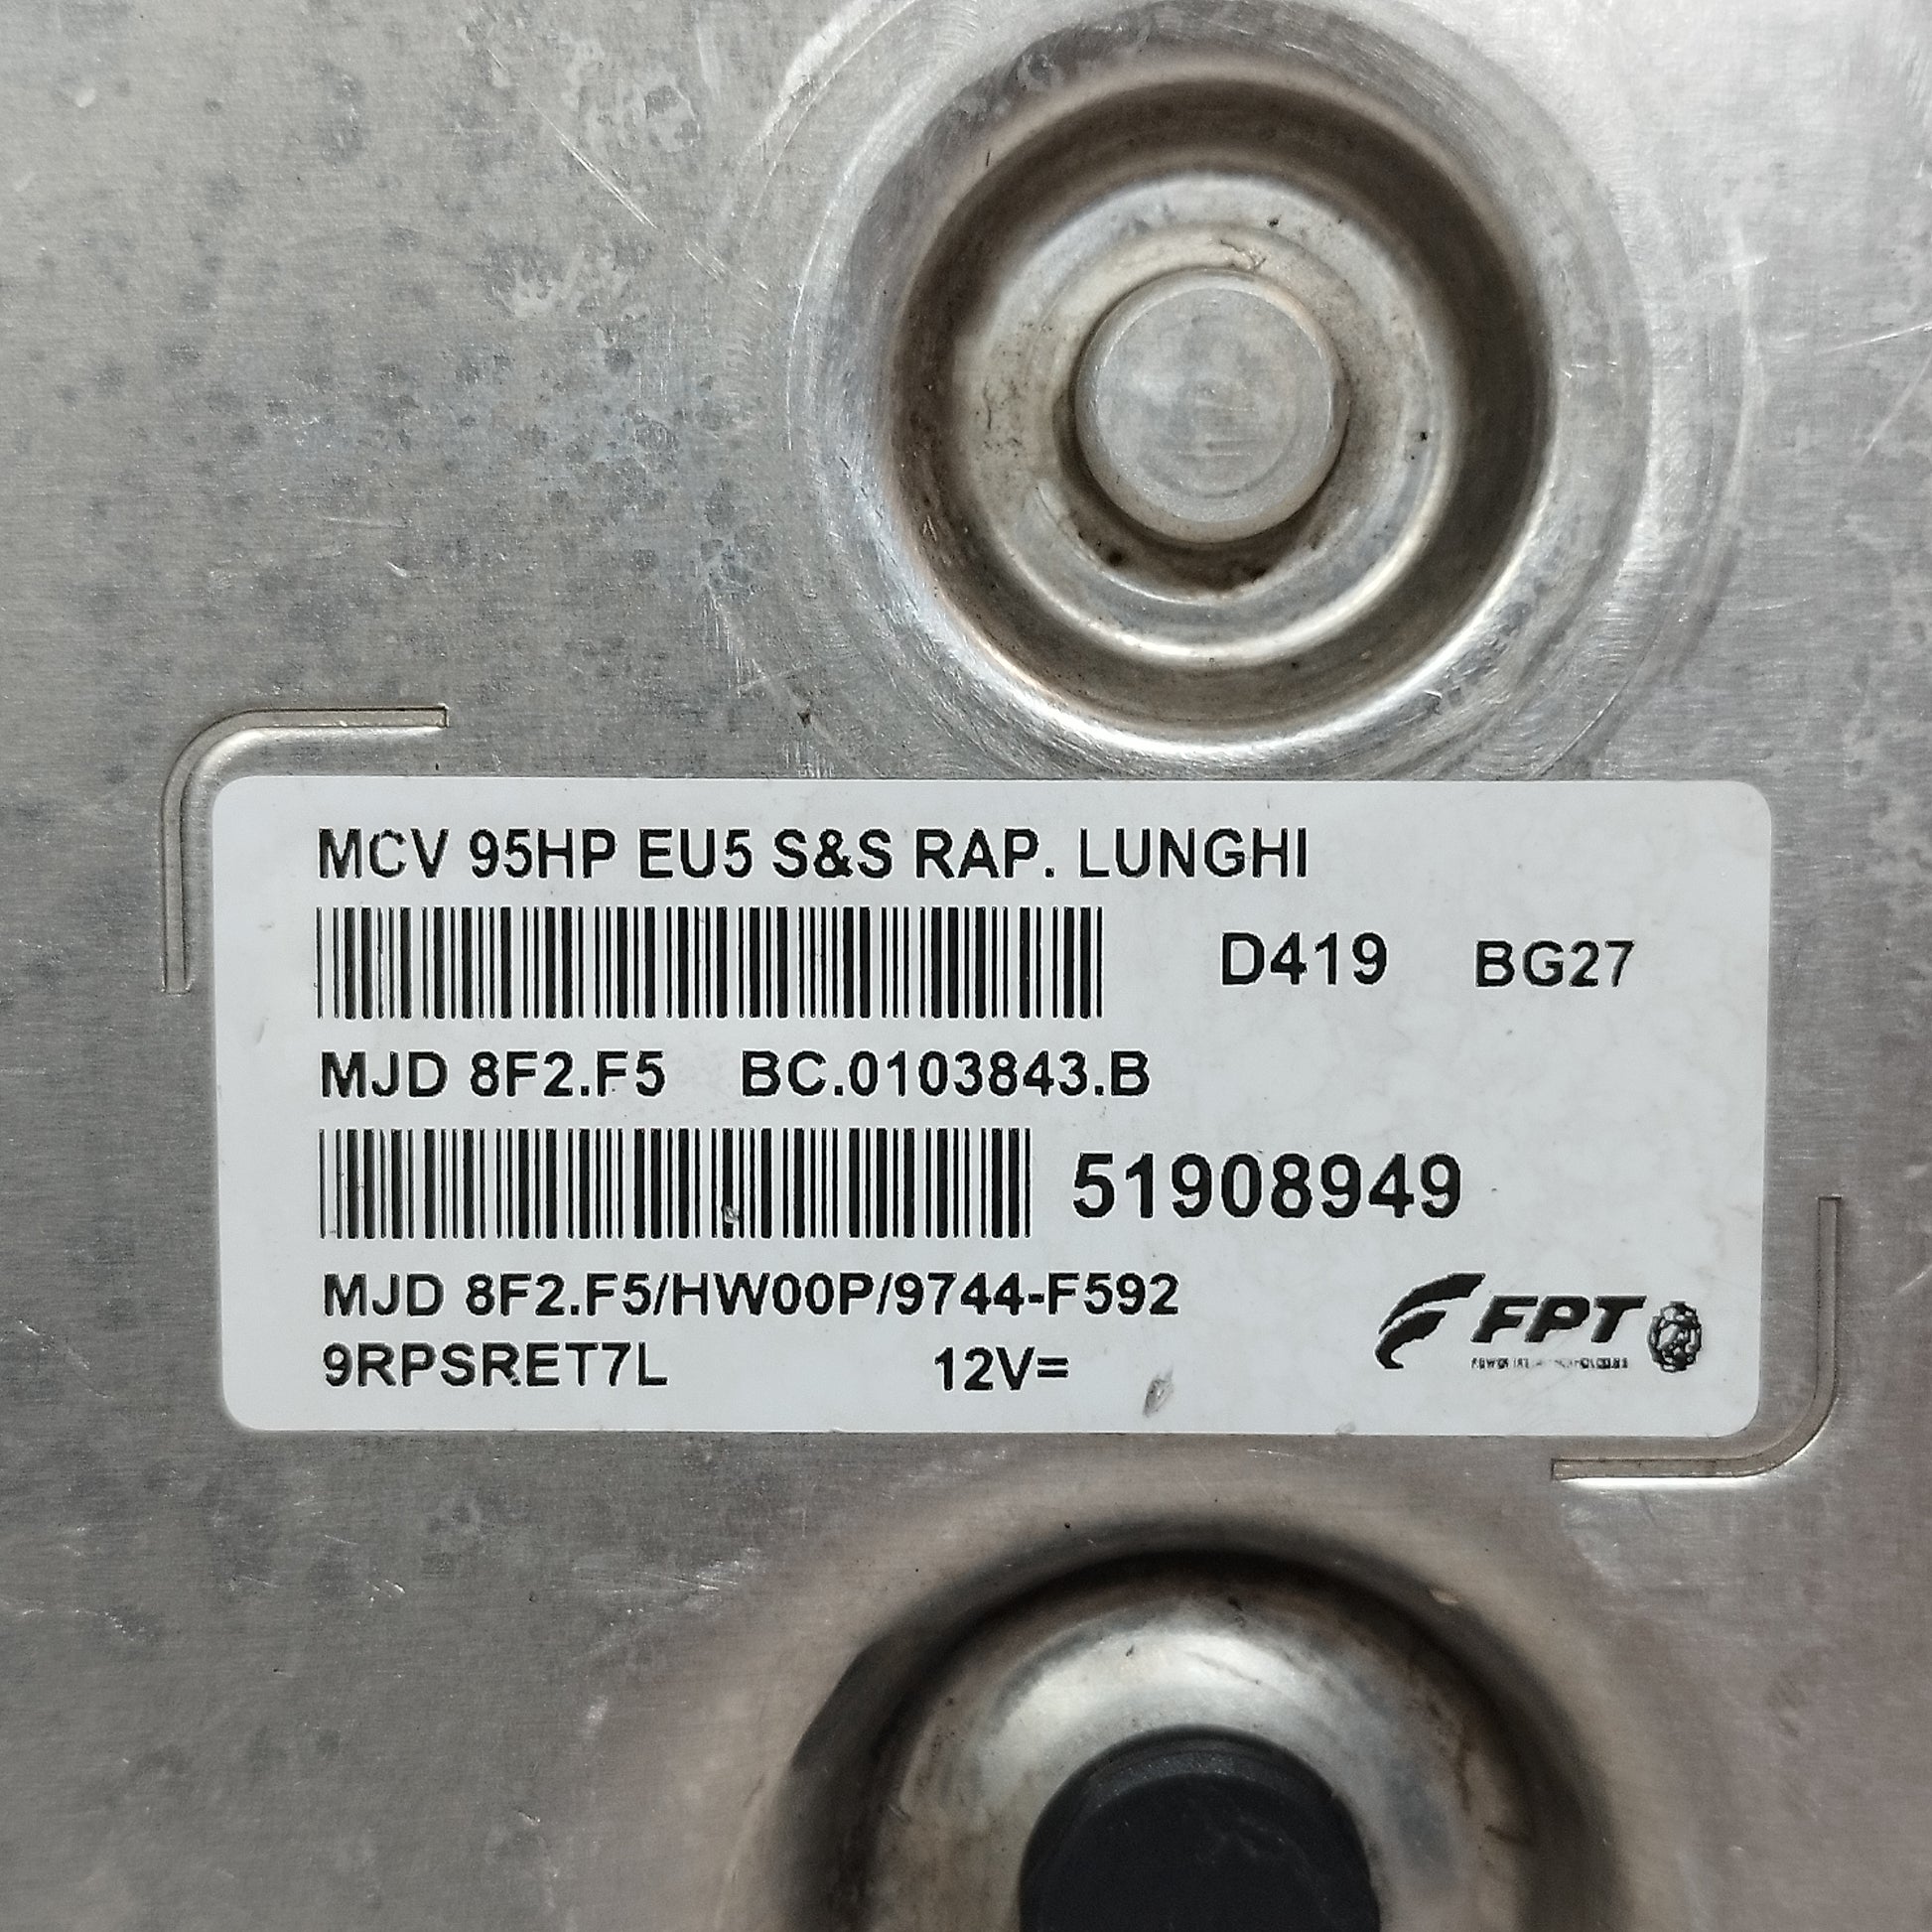 MCV 95HP EU5 S&S RAP. LUNGHI
D419 BG27
MJD 8F2.F5 BC.0103843.B
51908949
MJD 8F2.F5/HW00P/9744-F592
FPT
9RPSRET7L 12V=